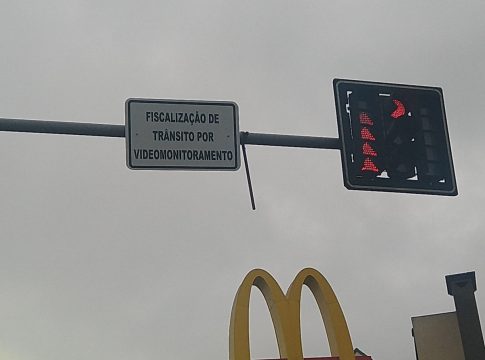 FISCALIZAÇÃO DE
TRÂNSITO POR
VIDEOMONITORAMENTO